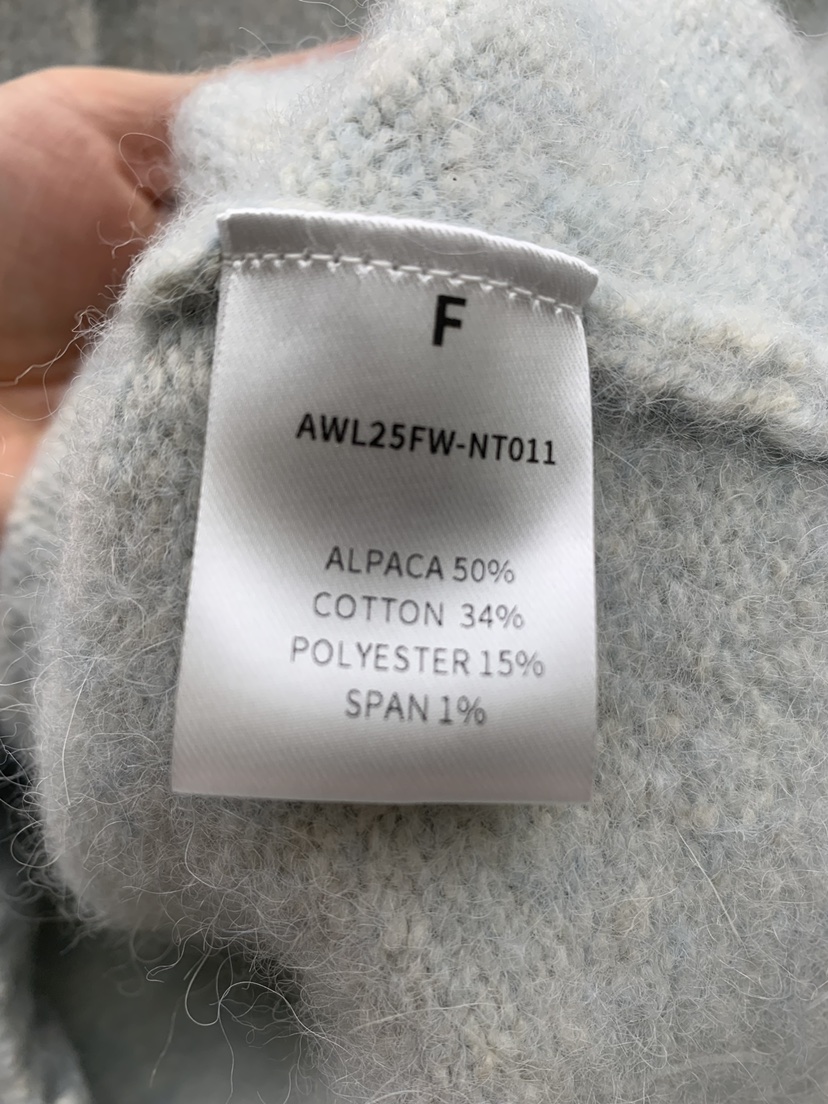 F
AWL25FW-NT011
ALPACA 50%
COTTON 34%
POLYESTER 15%
SPAN 1%